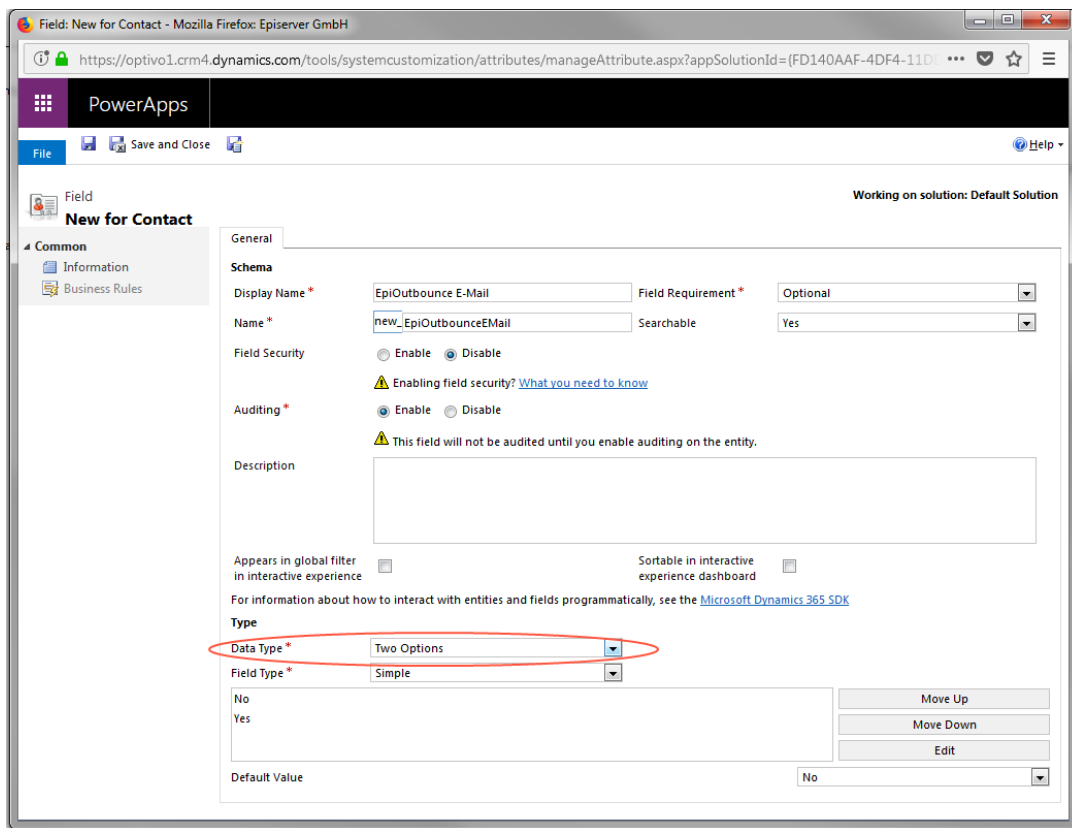 Field: New for Contact - Mozilla Firefox: Episerver GmbH
https://optivo1.crm4.dynamics.com/tools/systemcustomization/attributes/manageAttribute.aspx?appSolutionId={FD140AAF-4DF4-11D
PowerApps
File Save and Close Help
Field
New for Contact
Working on solution: Default Solution
Common
Information
Business Rules
General
Schema
Display Name* EpiOutbounce E-Mail Field Requirement* Optional
Name* new_ EpiOutbounceEMail Searchable Yes
Field Security Enable Disable
Enabling field security? What you need to know
Auditing* Enable Disable
This field will not be audited until you enable auditing on the entity.
Description
Appears in global filter
in interactive experience
Sortable in interactive
experience dashboard
For information about how to interact with entities and fields programmatically, see the Microsoft Dynamics 365 SDK
Type
Data Type* Two Options
Field Type* Simple
No
Yes
Move Up
Move Down
Edit
Default Value No